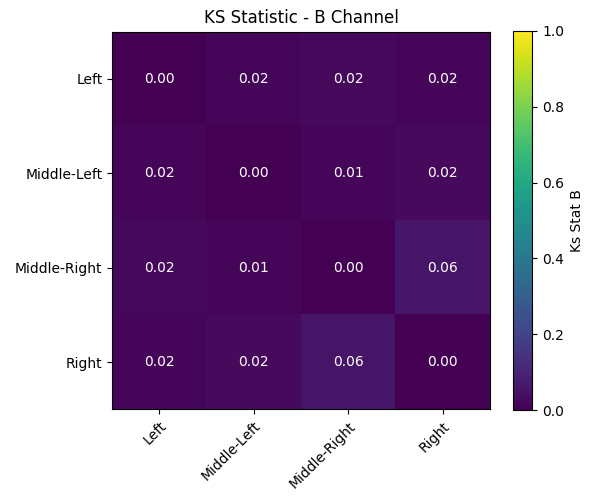 KS Statistic - B Channel
Left 0.00 0.02 0.02 0.02
Middle-Left 0.02 0.00 0.01 0.02
Middle-Right 0.02 0.01 0.00 0.06
Right 0.02 0.02 0.06 0.00
Left Middle-Left Middle-Right Right
1.0
0.8
0.6
0.4
0.2
0.0
Ks Stat B